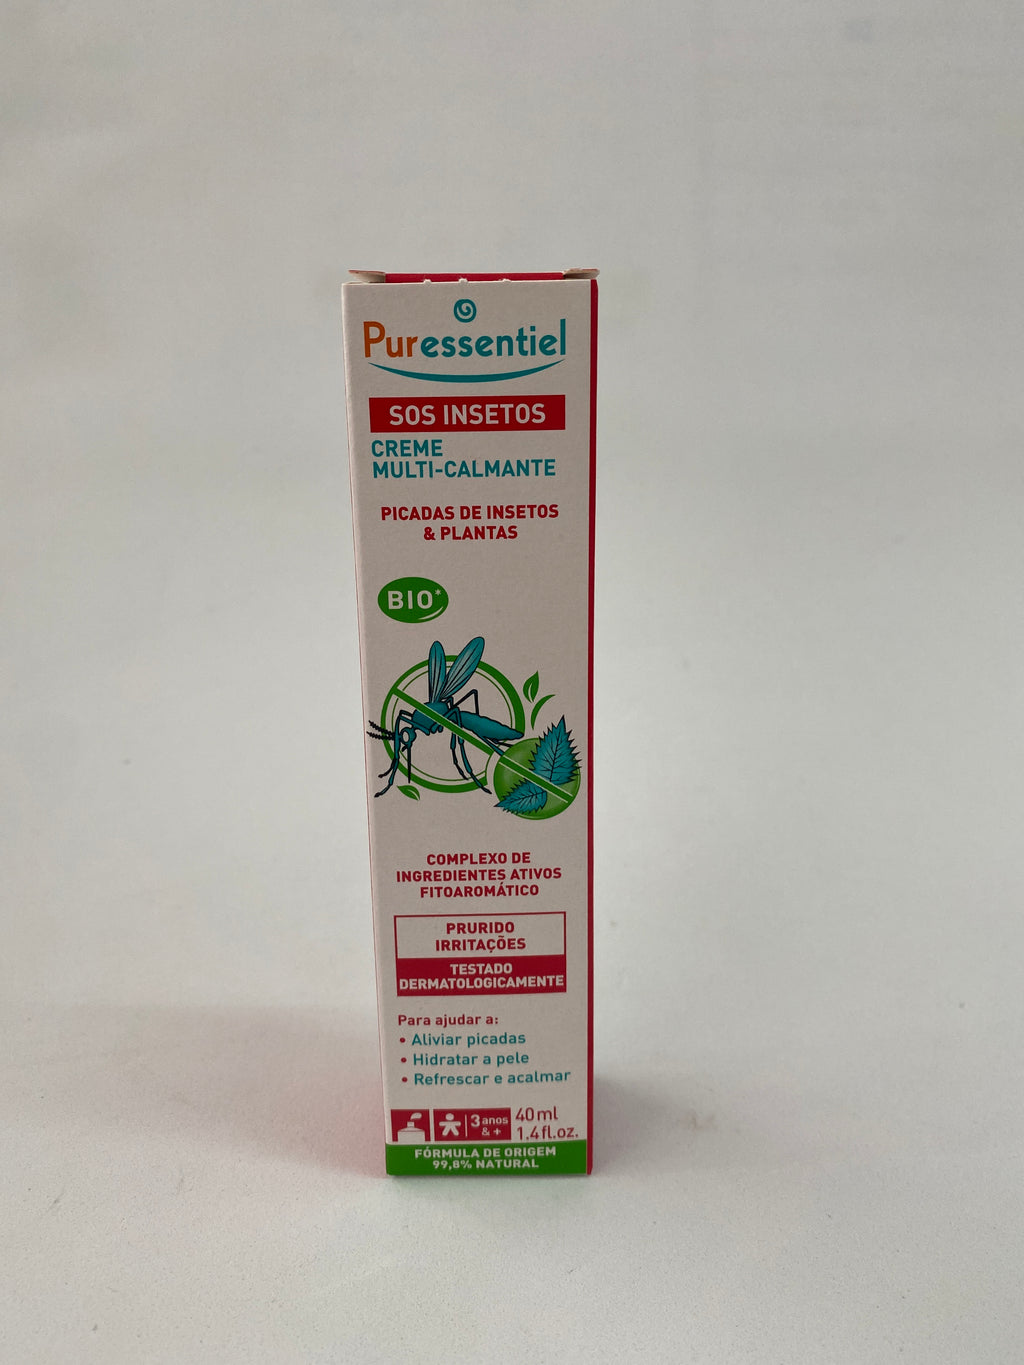 Puressentiel
SOS INSETOS
CREME
MULTI-CALMANTE
PICADAS DE INSETOS
& PLANTAS
BIO*
COMPLEXO DE
INGREDIENTES ATIVOS
FITOAROMÁTICO
PRURIDO
IRRITAÇÕES
TESTADO
DERMATOLOGICAMENTE
Para ajudar a:
• Aliviar picadas
• Hidratar a pele
• Refrescar e acalmar
3 anos
& +
40 ml
1.4 fl.oz.
FÓRMULA DE ORIGEM
99,8% NATURAL